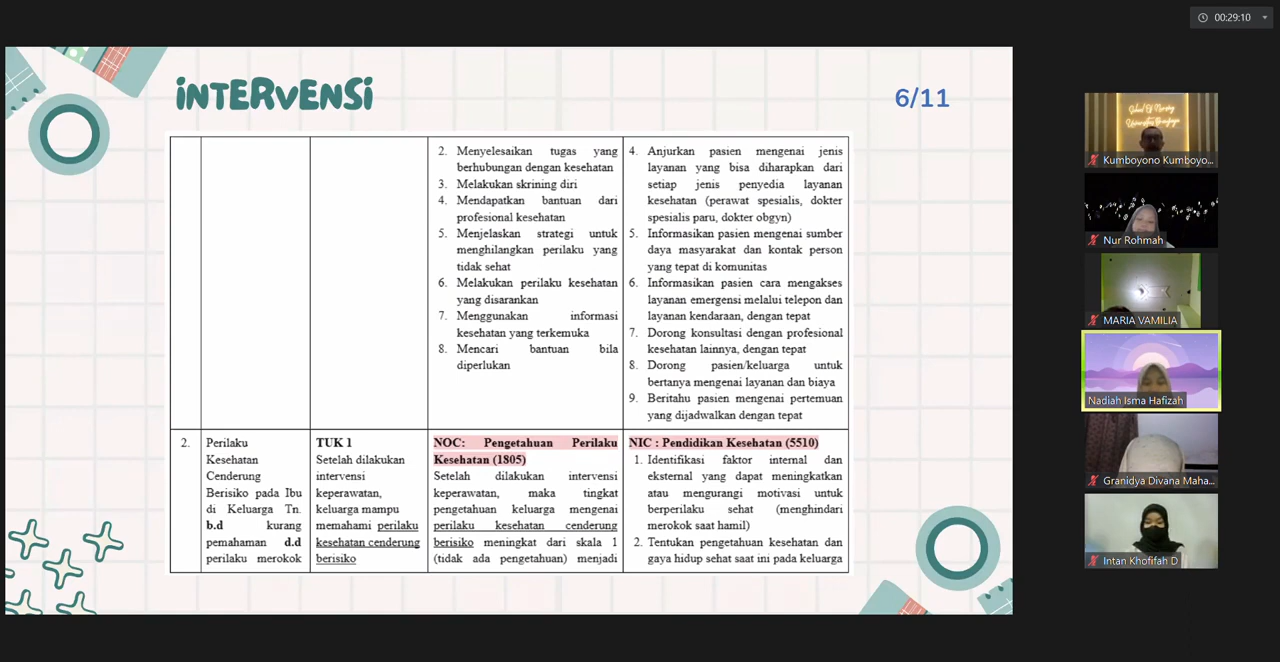 00:29:10
INTERVENSI
6/11
2. Menyelesaikan tugas yang
berhubungan dengan kesehatan
3. Melakukan skrining diri
4. Mendapatkan bantuan dari
profesional kesehatan
5. Menjelaskan strategi untuk
menghilangkan perilaku yang
tidak sehat
6. Melakukan perilaku kesehatan
yang disarankan
7. Menggunakan informasi
kesehatan yang terkemuka
8. Mencari bantuan bila
diperlukan
4. Anjurkan pasien mengenai jenis
layanan yang bisa diharapkan dari
setiap jenis penyedia layanan
kesehatan (perawat spesialis, dokter
spesialis paru, dokter obgyn)
5. Informasikan pasien mengenai sumber
daya masyarakat dan kontak person
yang tepat di komunitas
6. Informasikan pasien cara mengakses
layanan emergensi melalui telepon dan
layanan kendaraan, dengan tepat
7. Dorong konsultasi dengan profesional
kesehatan lainnya, dengan tepat
8. Dorong pasien/keluarga untuk
bertanya mengenai layanan dan biaya
9. Beritahu pasien mengenai pertemuan
yang dijadwalkan dengan tepat
2. Perilaku
Kesehatan
Cenderung
Berisiko pada Ibu
di Keluarga Tn.
b.d kurang
pemahaman d.d
perilaku merokok
TUK 1
Setelah dilakukan
intervensi
keperawatan,
keluarga mampu
memahami perilaku
kesehatan cenderung
berisiko
NOC: Pengetahuan Perilaku
Kesehatan (1805)
Setelah dilakukan intervensi
keperawatan, maka tingkat
pengetahuan keluarga mengenai
perilaku kesehatan cenderung
berisiko meningkat dari skala 1
(tidak ada pengetahuan) menjadi
NIC : Pendidikan Kesehatan (5510)
1. Identifikasi faktor internal dan
eksternal yang dapat meningkatkan
atau mengurangi motivasi untuk
berperilaku sehat (menghindari
merokok saat hamil)
2. Tentukan pengetahuan kesehatan dan
gaya hidup sehat saat ini pada keluarga
School Of Nursing
Universitas Brawijaya
Kumboyono Kumboyo...
Nur Rohmah
MARIA VAMILIA
Nadiah Isma Hafizah
Granidya Divana Maha...
Intan Khofifah D